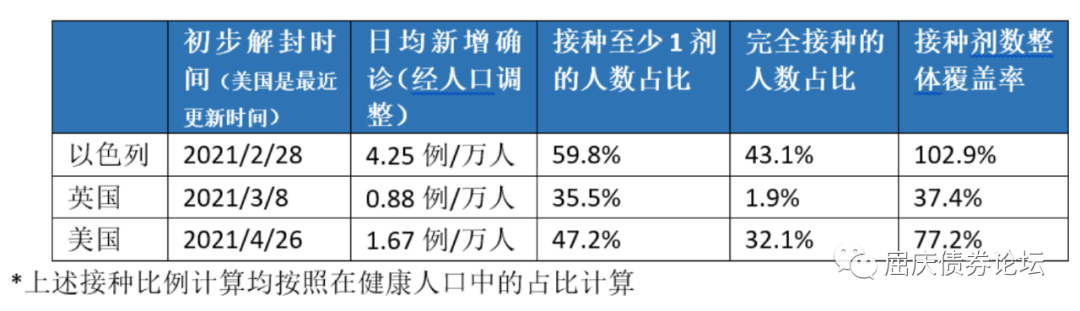 初步解封时间（美国是最近更新时间） 日均新增确诊（经人口调整） 接种至少1剂的人数占比 完全接种的人数占比 接种剂数整体覆盖率
以色列 2021/2/28 4.25 例/万人 59.8% 43.1% 102.9%
英国 2021/3/8 0.88 例/万人 35.5% 1.9% 37.4%
美国 2021/4/26 1.67 例/万人 47.2% 32.1% 77.2%
屈庆债券论坛
*上述接种比例计算均按照在健康人口中的占比计算